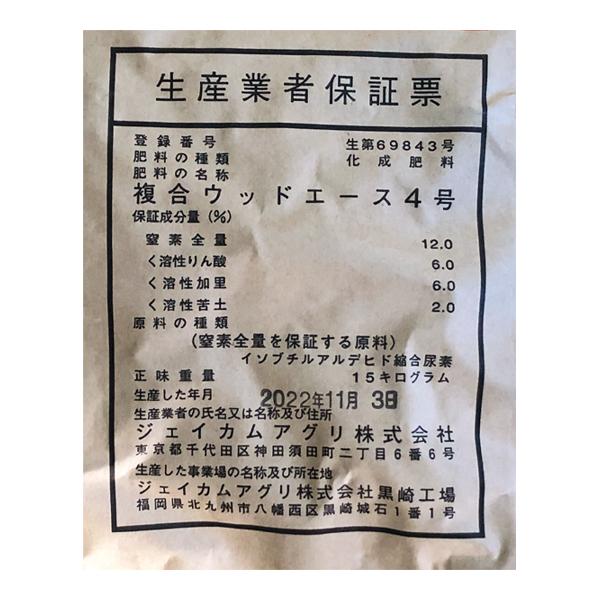 生産業者保証票
登録番号 生第69843号
肥料の種類 化成肥料
肥料の名称
複合ウッドエース4号
保証成分量(%)
窒素全量 12.0
く溶性りん酸 6.0
く溶性加里 6.0
く溶性苦土 2.0
原料の種類
(窒素全量を保証する原料)
イソブチルアルデヒド縮合尿素
正味重量 15キログラム
生産した年月 2022年11月 3日
生産業者の氏名又は名称及び住所
ジェイカムアグリ株式会社
東京都千代田区神田須田町二丁目6番6号
生産した事業場の名称及び所在地
ジェイカムアグリ株式会社黒崎工場
福岡県北九州市八幡西区黒崎城石1番1号